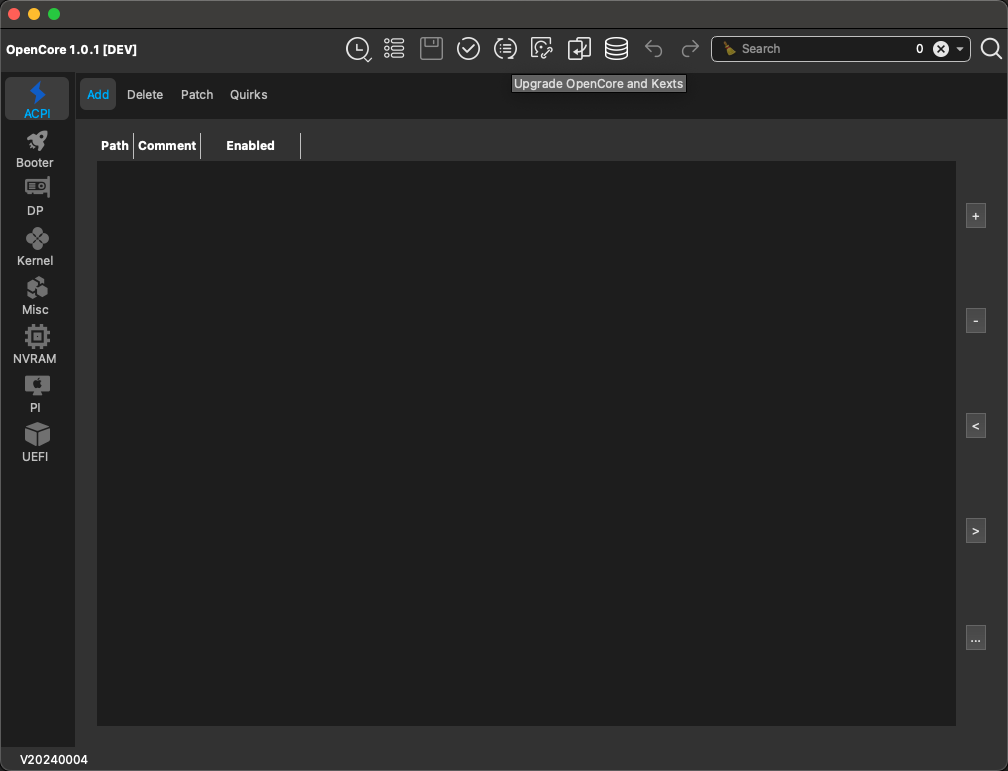 OpenCore 1.0.1 [DEV]
Search 0
Upgrade OpenCore and Kexts
ACPI
Booter
DP
Kernel
Misc
NVRAM
PI
UEFI
Add Delete Patch Quirks
Path Comment Enabled
+
-
<
>
...
V20240004